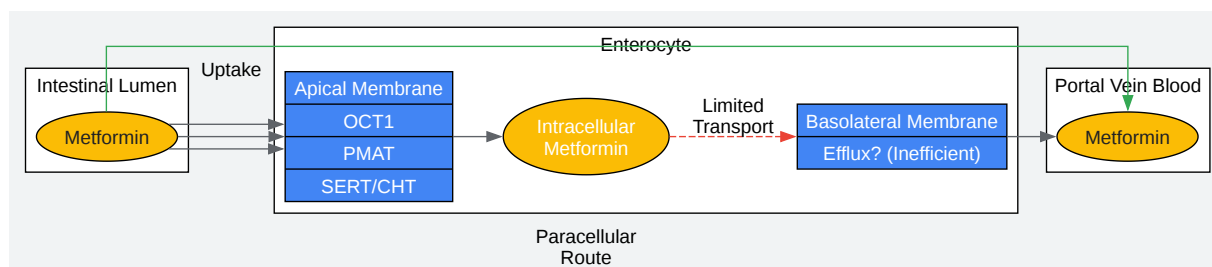 Enterocyte
Intestinal Lumen
Metformin
Uptake
Apical Membrane
OCT1
PMAT
SERT/CHT
Intracellular
Metformin
Limited
Transport
Basolateral Membrane
Efflux? (Inefficient)
Portal Vein Blood
Metformin
Paracellular
Route